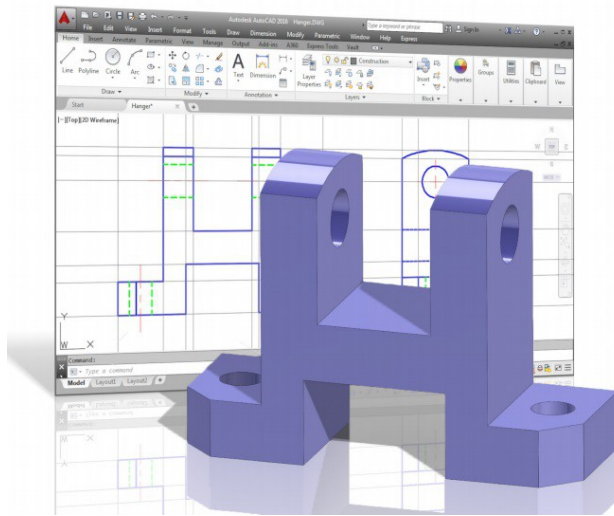 Autodesk AutoCAD 2016 Hanger.DWG
Type a keyword or phrase
Sign In
File Edit View Insert Format Tools Draw Dimension Modify Parametric Window Help Express
Home Insert Annotate Parametric View Manage Output Add-ins A360 Express Tools Vault
Line Polyline Circle Arc
Text Dimension
Layer
Properties
Construction
Insert
Properties
Groups
Utilities
Clipboard
View
Draw Modify Annotation Layers Block
Start Hanger*
[−][Top][2D Wireframe]
Y
W X
Command:
Type a command
Model Layout1 Layout2 +